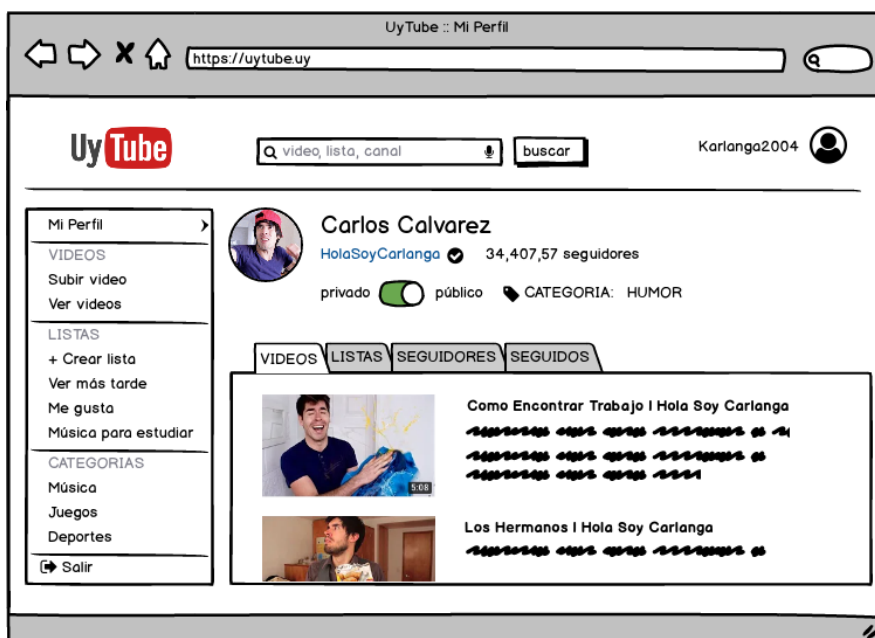 UyTube :: Mi Perfil
https://uytube.uy
Uy Tube
video, lista, canal
buscar
Karlanga2004
Mi Perfil
VIDEOS
Subir video
Ver videos
LISTAS
+ Crear lista
Ver más tarde
Me gusta
Música para estudiar
CATEGORIAS
Música
Juegos
Deportes
Salir
Carlos Calvarez
HolaSoyCarlanga 34,407,57 seguidores
privado público CATEGORIA: HUMOR
VIDEOS LISTAS SEGUIDORES SEGUIDOS
Como Encontrar Trabajo | Hola Soy Carlanga
5:08
Los Hermanos | Hola Soy Carlanga